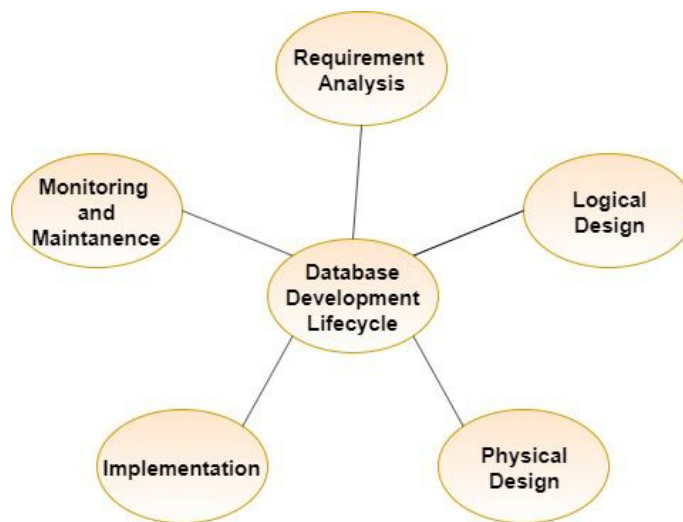 Requirement
Analysis
Monitoring
and
Maintanence
Logical
Design
Database
Development
Lifecycle
Implementation
Physical
Design